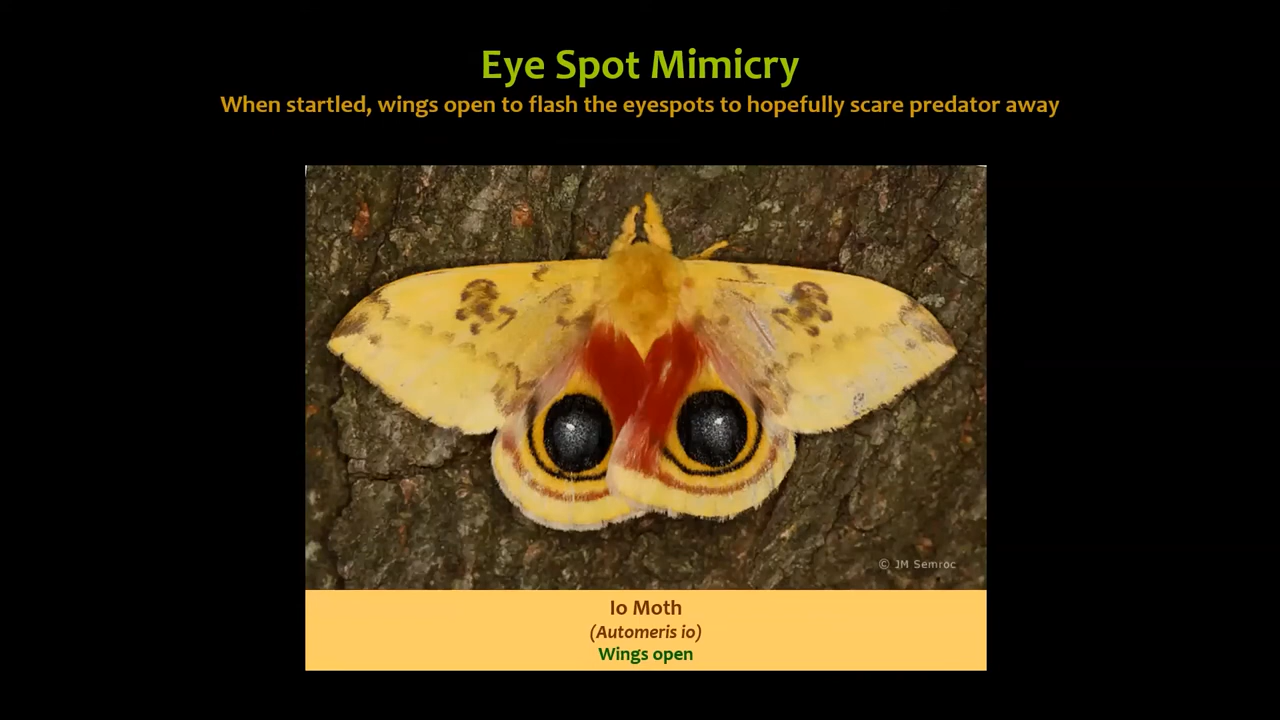 Eye Spot Mimicry
When startled, wings open to flash the eyespots to hopefully scare predator away
© JM Semroc
Io Moth
(Automeris io)
Wings open